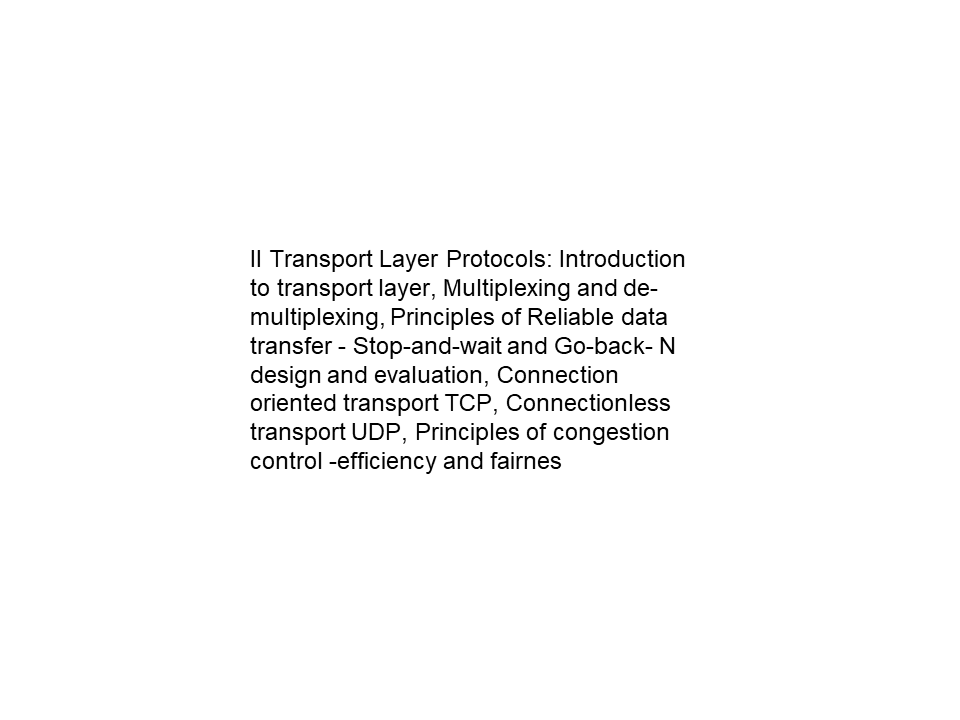 II Transport Layer Protocols: Introduction
to transport layer, Multiplexing and de-
multiplexing, Principles of Reliable data
transfer - Stop-and-wait and Go-back- N
design and evaluation, Connection
oriented transport TCP, Connectionless
transport UDP, Principles of congestion
control -efficiency and fairnes